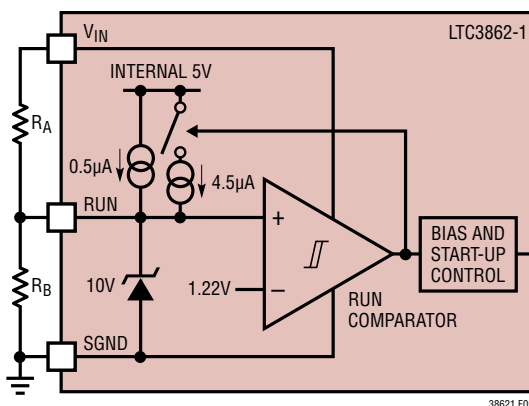 LTC3862-1
VIN
INTERNAL 5V
RA
0.5µA
4.5µA
RUN
+
BIAS AND
START-UP
CONTROL
10V
1.22V
–
RUN
COMPARATOR
RB
SGND